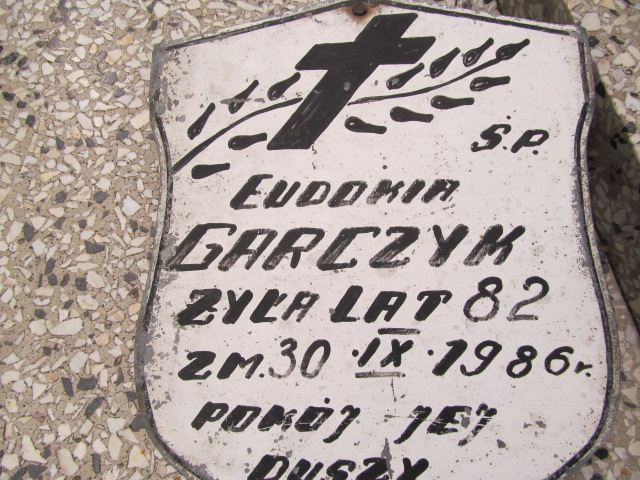 Ś.P.
EUDOKIA
GARCZYK
ŻYŁA LAT 82
ZM. 30 ·IX·1986r.
POKÓJ JEJ
DUSZY